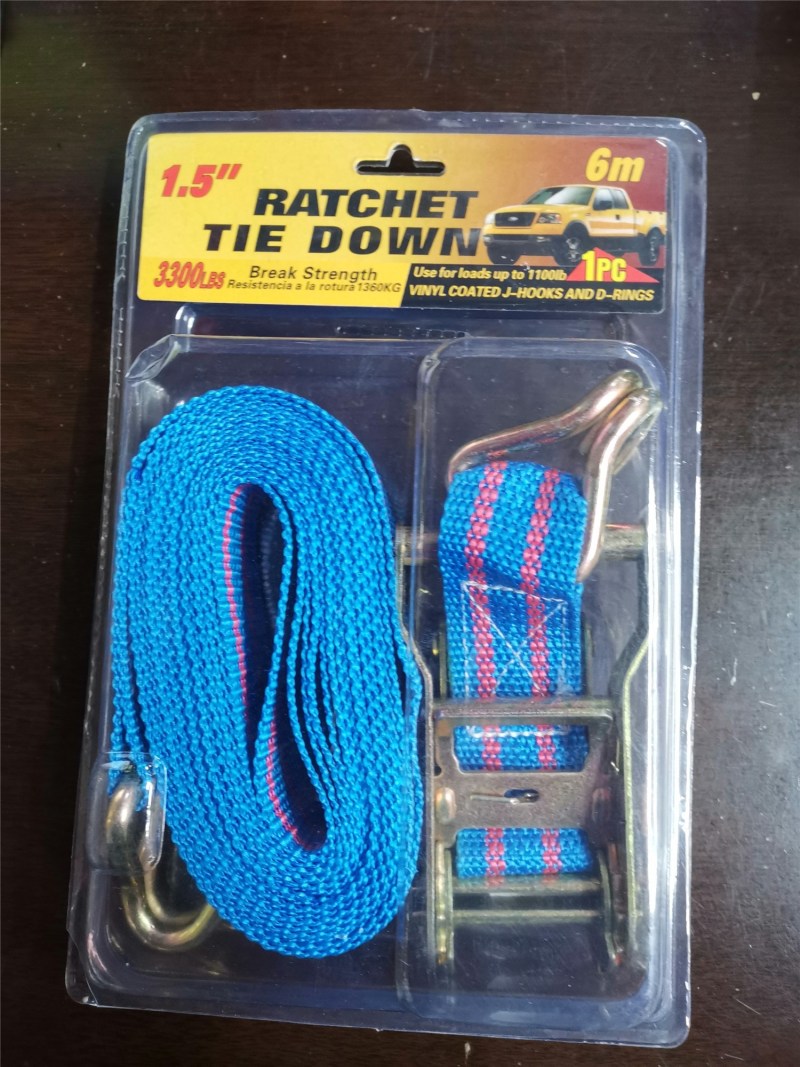 1.5"
6m
RATCHET
TIE DOWN
3300LBS
Break Strength
Resistencia a la rotura 1360KG
Use for loads up to 1100lb
1PC
VINYL COATED J-HOOKS AND D-RINGS